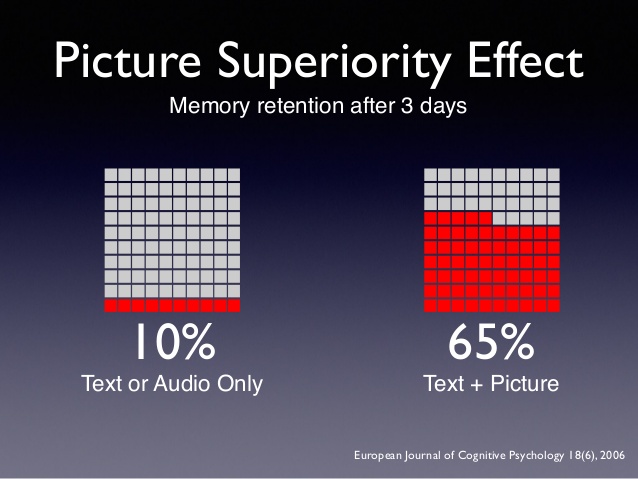 Picture Superiority Effect
Memory retention after 3 days
10%
Text or Audio Only
65%
Text + Picture
European Journal of Cognitive Psychology 18(6), 2006